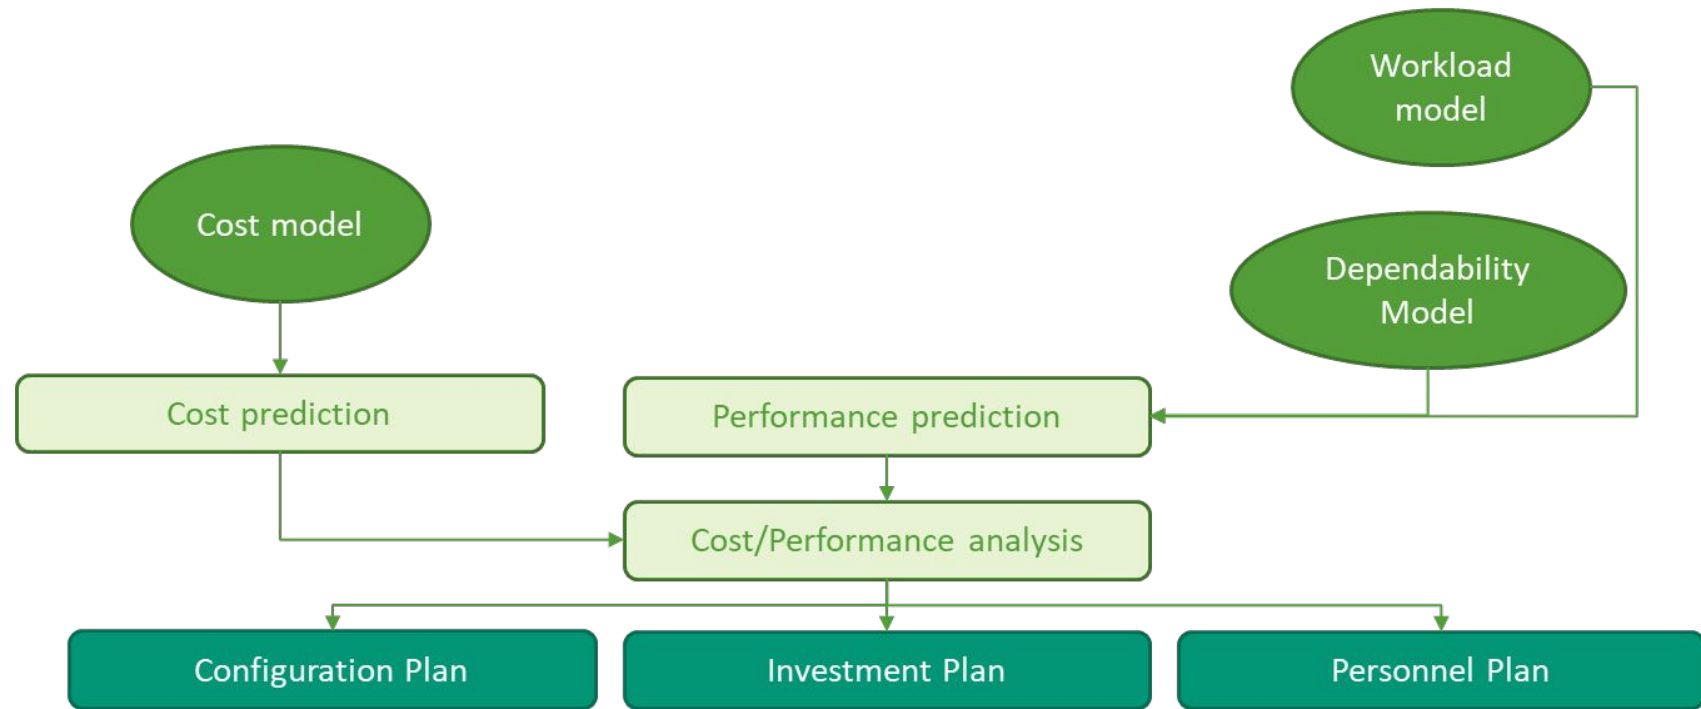 Workload
model
Cost model
Dependability
Model
Cost prediction
Performance prediction
Cost/Performance analysis
Configuration Plan
Investment Plan
Personnel Plan